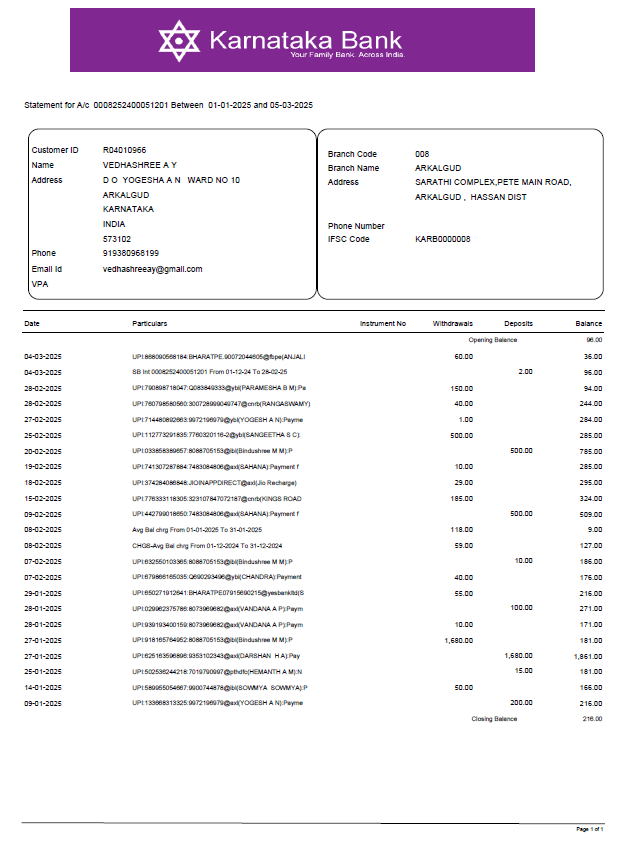 Karnataka Bank
Your Family Bank. Across India.
Statement for A/c 0008252400051201 Between 01-01-2025 and 05-03-2025
Customer ID R04010966
Name VEDHASHREE A Y
Address D O YOGESHA A N WARD NO 10
ARKALGUD
KARNATAKA
INDIA
573102
Phone 919380968199
Email Id vedhashreeay@gmail.com
VPA
Branch Code 008
Branch Name ARKALGUD
Address SARATHI COMPLEX,PETE MAIN ROAD,
ARKALGUD , HASSAN DIST
Phone Number
IFSC Code KARB0000008
Date Particulars Instrument No Withdrawals Deposits Balance
Opening Balance 96.00
04-03-2025 UPI:868090568184:BHARATPE.90072044605@fbpe(ANJALI 60.00 36.00
04-03-2025 SB Int 0008252400051201 From 01-12-24 To 28-02-25 2.00 96.00
28-02-2025 UPI:790898718047:Q083849333@ybl(PARAMESHA B M):Pa 150.00 94.00
28-02-2025 UPI:760798580560:300728999049747@cnrb(RANGASWAMY) 40.00 244.00
27-02-2025 UPI:714480892663:9972196979@ybl(YOGESH A N):Payme 1.00 284.00
25-02-2025 UPI:112773291835:7760320116-2@ybl(SANGEETHA S C): 500.00 285.00
20-02-2025 UPI:033858389657:8088705153@ibl(Bindushree M M):P 500.00 785.00
19-02-2025 UPI:741307287884:7483084806@axl(SAHANA):Payment f 10.00 285.00
18-02-2025 UPI:374284086848:JIOINAPPDIRECT@axl(Jio Recharge) 29.00 295.00
15-02-2025 UPI:776333118305:323107847072187@cnrb(KINGS ROAD 185.00 324.00
09-02-2025 UPI:442799018650:7483084806@axl(SAHANA):Payment f 500.00 509.00
08-02-2025 Avg Bal chrg From 01-01-2025 To 31-01-2025 118.00 9.00
08-02-2025 CHGS-Avg Bal chrg From 01-12-2024 To 31-12-2024 59.00 127.00
07-02-2025 UPI:632550103365:8088705153@ibl(Bindushree M M):P 10.00 186.00
07-02-2025 UPI:679866165035:Q690293496@ybl(CHANDRA):Payment 40.00 176.00
29-01-2025 UPI:650271912641:BHARATPE07915690215@yesbankltd(S 55.00 216.00
28-01-2025 UPI:029962375786:8073969682@axl(VANDANA A P):Paym 100.00 271.00
28-01-2025 UPI:939193400159:8073969682@axl(VANDANA A P):Paym 10.00 171.00
27-01-2025 UPI:918165764952:8088705153@ibl(Bindushree M M):P 1,680.00 181.00
27-01-2025 UPI:625163596896:9353102343@axl(DARSHAN H A):Pay 1,680.00 1,861.00
25-01-2025 UPI:502536244218:7019790997@pthdfc(HEMANTH A M):N 15.00 181.00
14-01-2025 UPI:589955054667:9900744878@ibl(SOWMYA SOWMYA):P 50.00 166.00
09-01-2025 UPI:133668313325:9972196979@axl(YOGESH A N):Payme 200.00 216.00
Closing Balance 216.00
Page 1 of 1